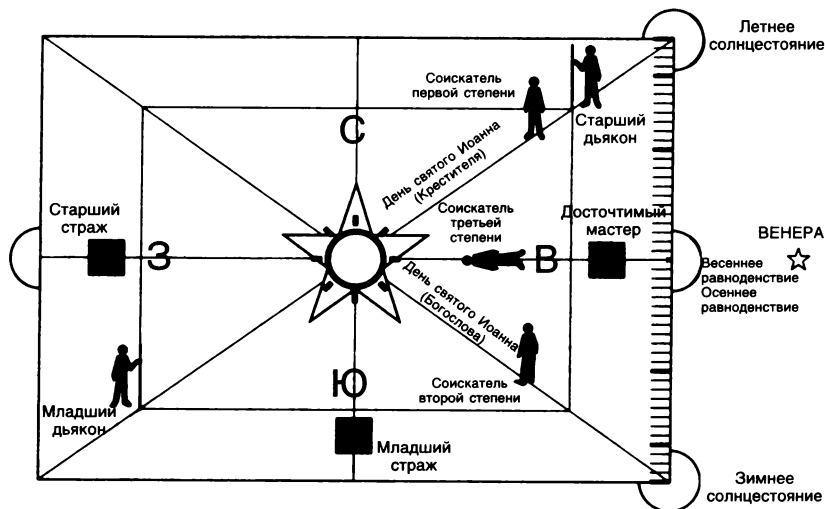 Летнее
солнцестояние
Соискатель
первой степени
Старший
дьякон
С
День святого Иоанна
(Крестителя)
Старший
страж
З
Соискатель
третьей
степени
В
Досточтимый
мастер
ВЕНЕРА
Весеннее
равноденствие
Осеннее
равноденствие
День святого Иоанна
(Богослова)
Младший
дьякон
Ю
Соискатель
второй степени
Младший
страж
Зимнее
солнцестояние